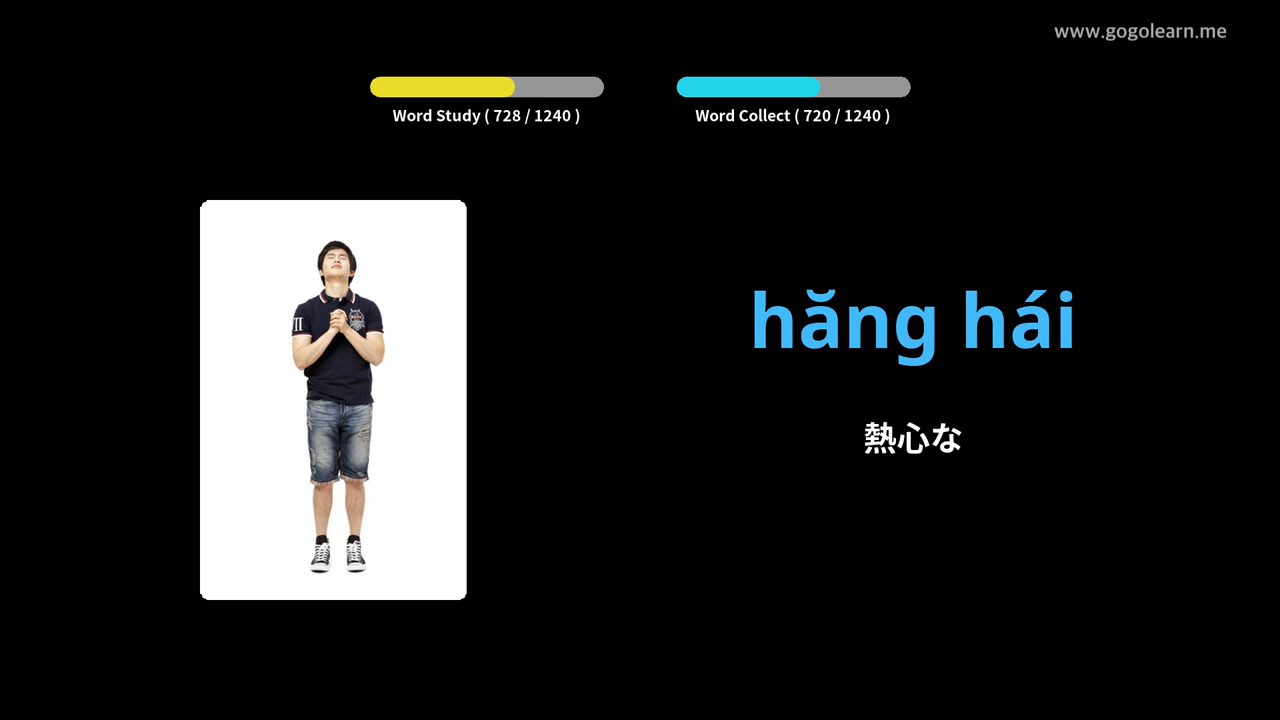 www.gogolearn.me
Word Study ( 728 / 1240 )
Word Collect ( 720 / 1240 )
hăng hái
熱心な